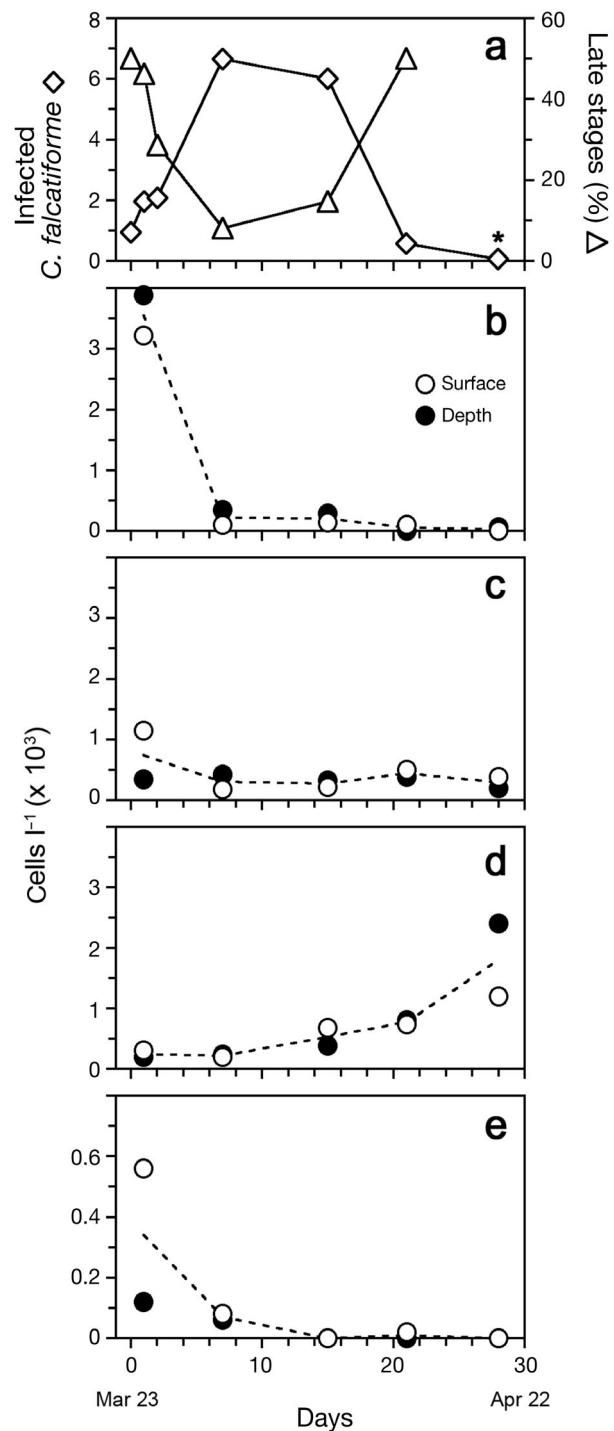 8
6
4
2
0
Infected
C. falcatiforme ◇
60
40
20
0
Late stages (%) △
a
*
b
3
2
1
0
Surface
Depth
c
3
2
1
0
Cells l⁻¹ (x 10³)
d
3
2
1
0
e
0.6
0.4
0.2
0
0 10 20 30
Mar 23 Apr 22
Days